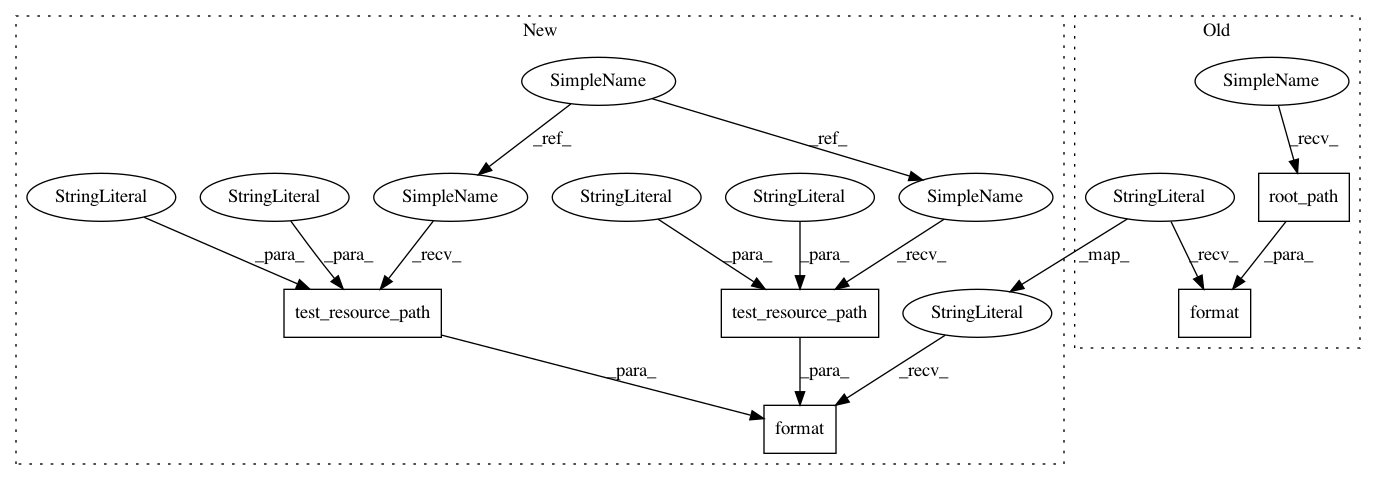 New
Old
SimpleName
SimpleName
_ref_
_ref_
_recv_
StringLiteral
StringLiteral
SimpleName
StringLiteral
StringLiteral
SimpleName
StringLiteral
root_path
_para_
_para_
_recv_
_para_
_para_
_recv_
_map_
_recv_
_para_
test_resource_path
test_resource_path
StringLiteral
format
_para_
_para_
_recv_
format